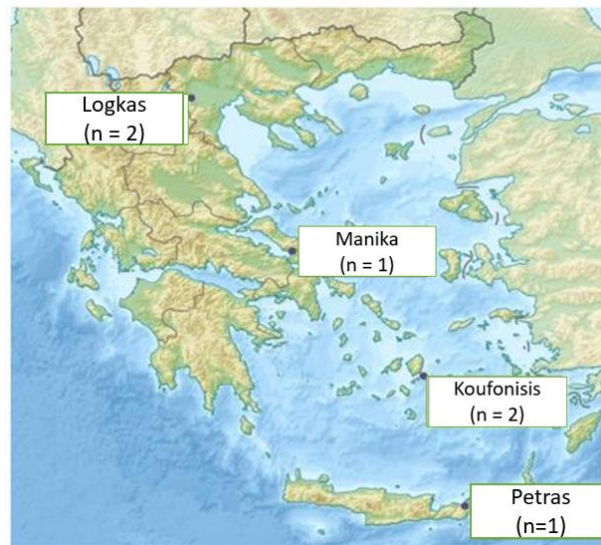 Logkas
(n = 2)
Manika
(n = 1)
Koufonisis
(n = 2)
Petras
(n=1)